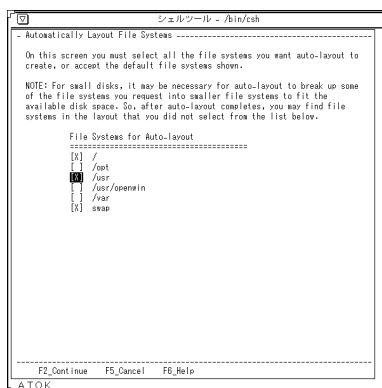 シェルツール - /bin/csh
- Automatically Layout File Systems
On this screen you must select all the file systems you want auto-layout to
create, or accept the default file systems shown.
NOTE: For small disks, it may be necessary for auto-layout to break up some
of the file systems you request into smaller file systems to fit the
available disk space. So, after auto-layout completes, you may find file
systems in the layout that you did not select from the list below.
File Systems for Auto-layout
========================================
[X] /
[ ] /opt
[X] /usr
[ ] /usr/openwin
[ ] /var
[X] swap
F2_Continue F5_Cancel F6_Help
ATOK